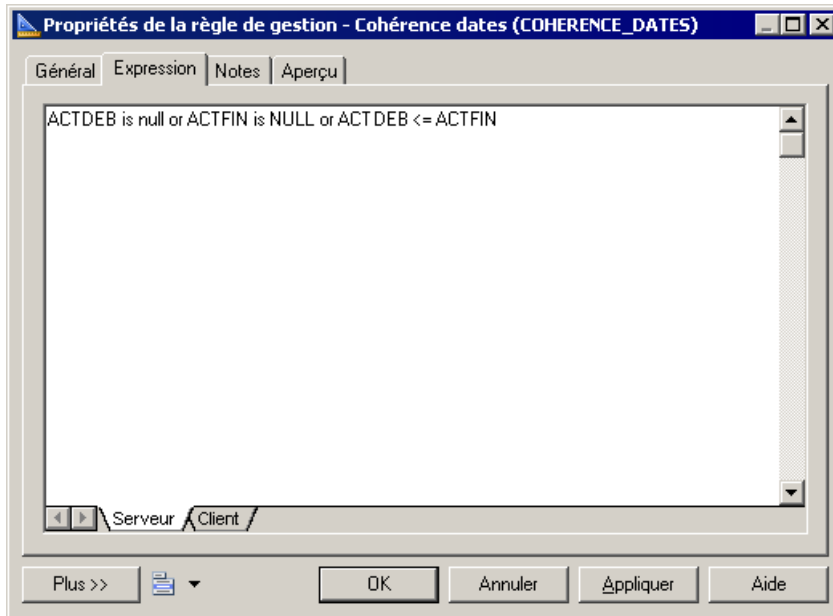 Propriétés de la règle de gestion - Cohérence dates (COHERENCE_DATES)
Général Expression Notes Aperçu
ACTDEB is null or ACTFIN is NULL or ACTDEB <= ACTFIN
Serveur Client
Plus >> OK Annuler Appliquer Aide